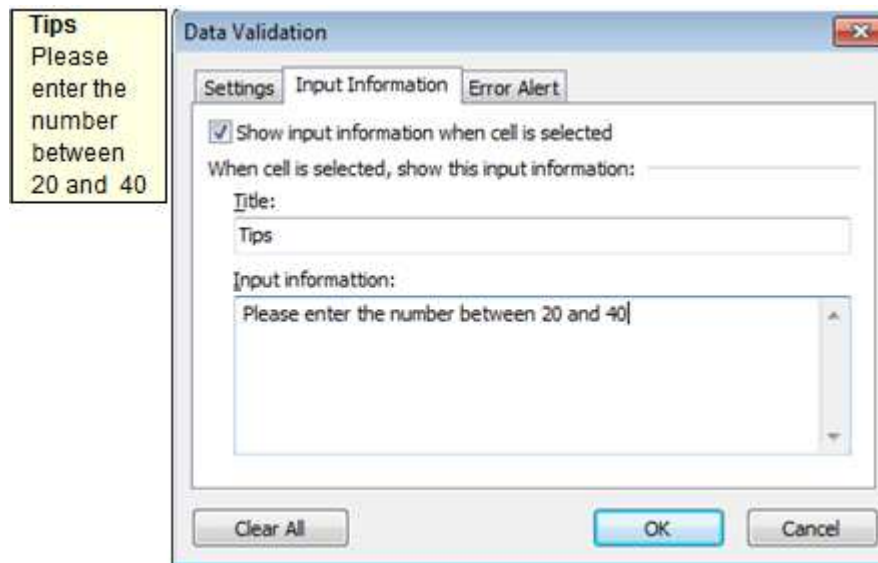 Tips
Please
enter the
number
between
20 and 40
Data Validation
Settings Input Information Error Alert
Show input information when cell is selected
When cell is selected, show this input information:
Title:
Tips
Input informattion:
Please enter the number between 20 and 40
Clear All OK Cancel